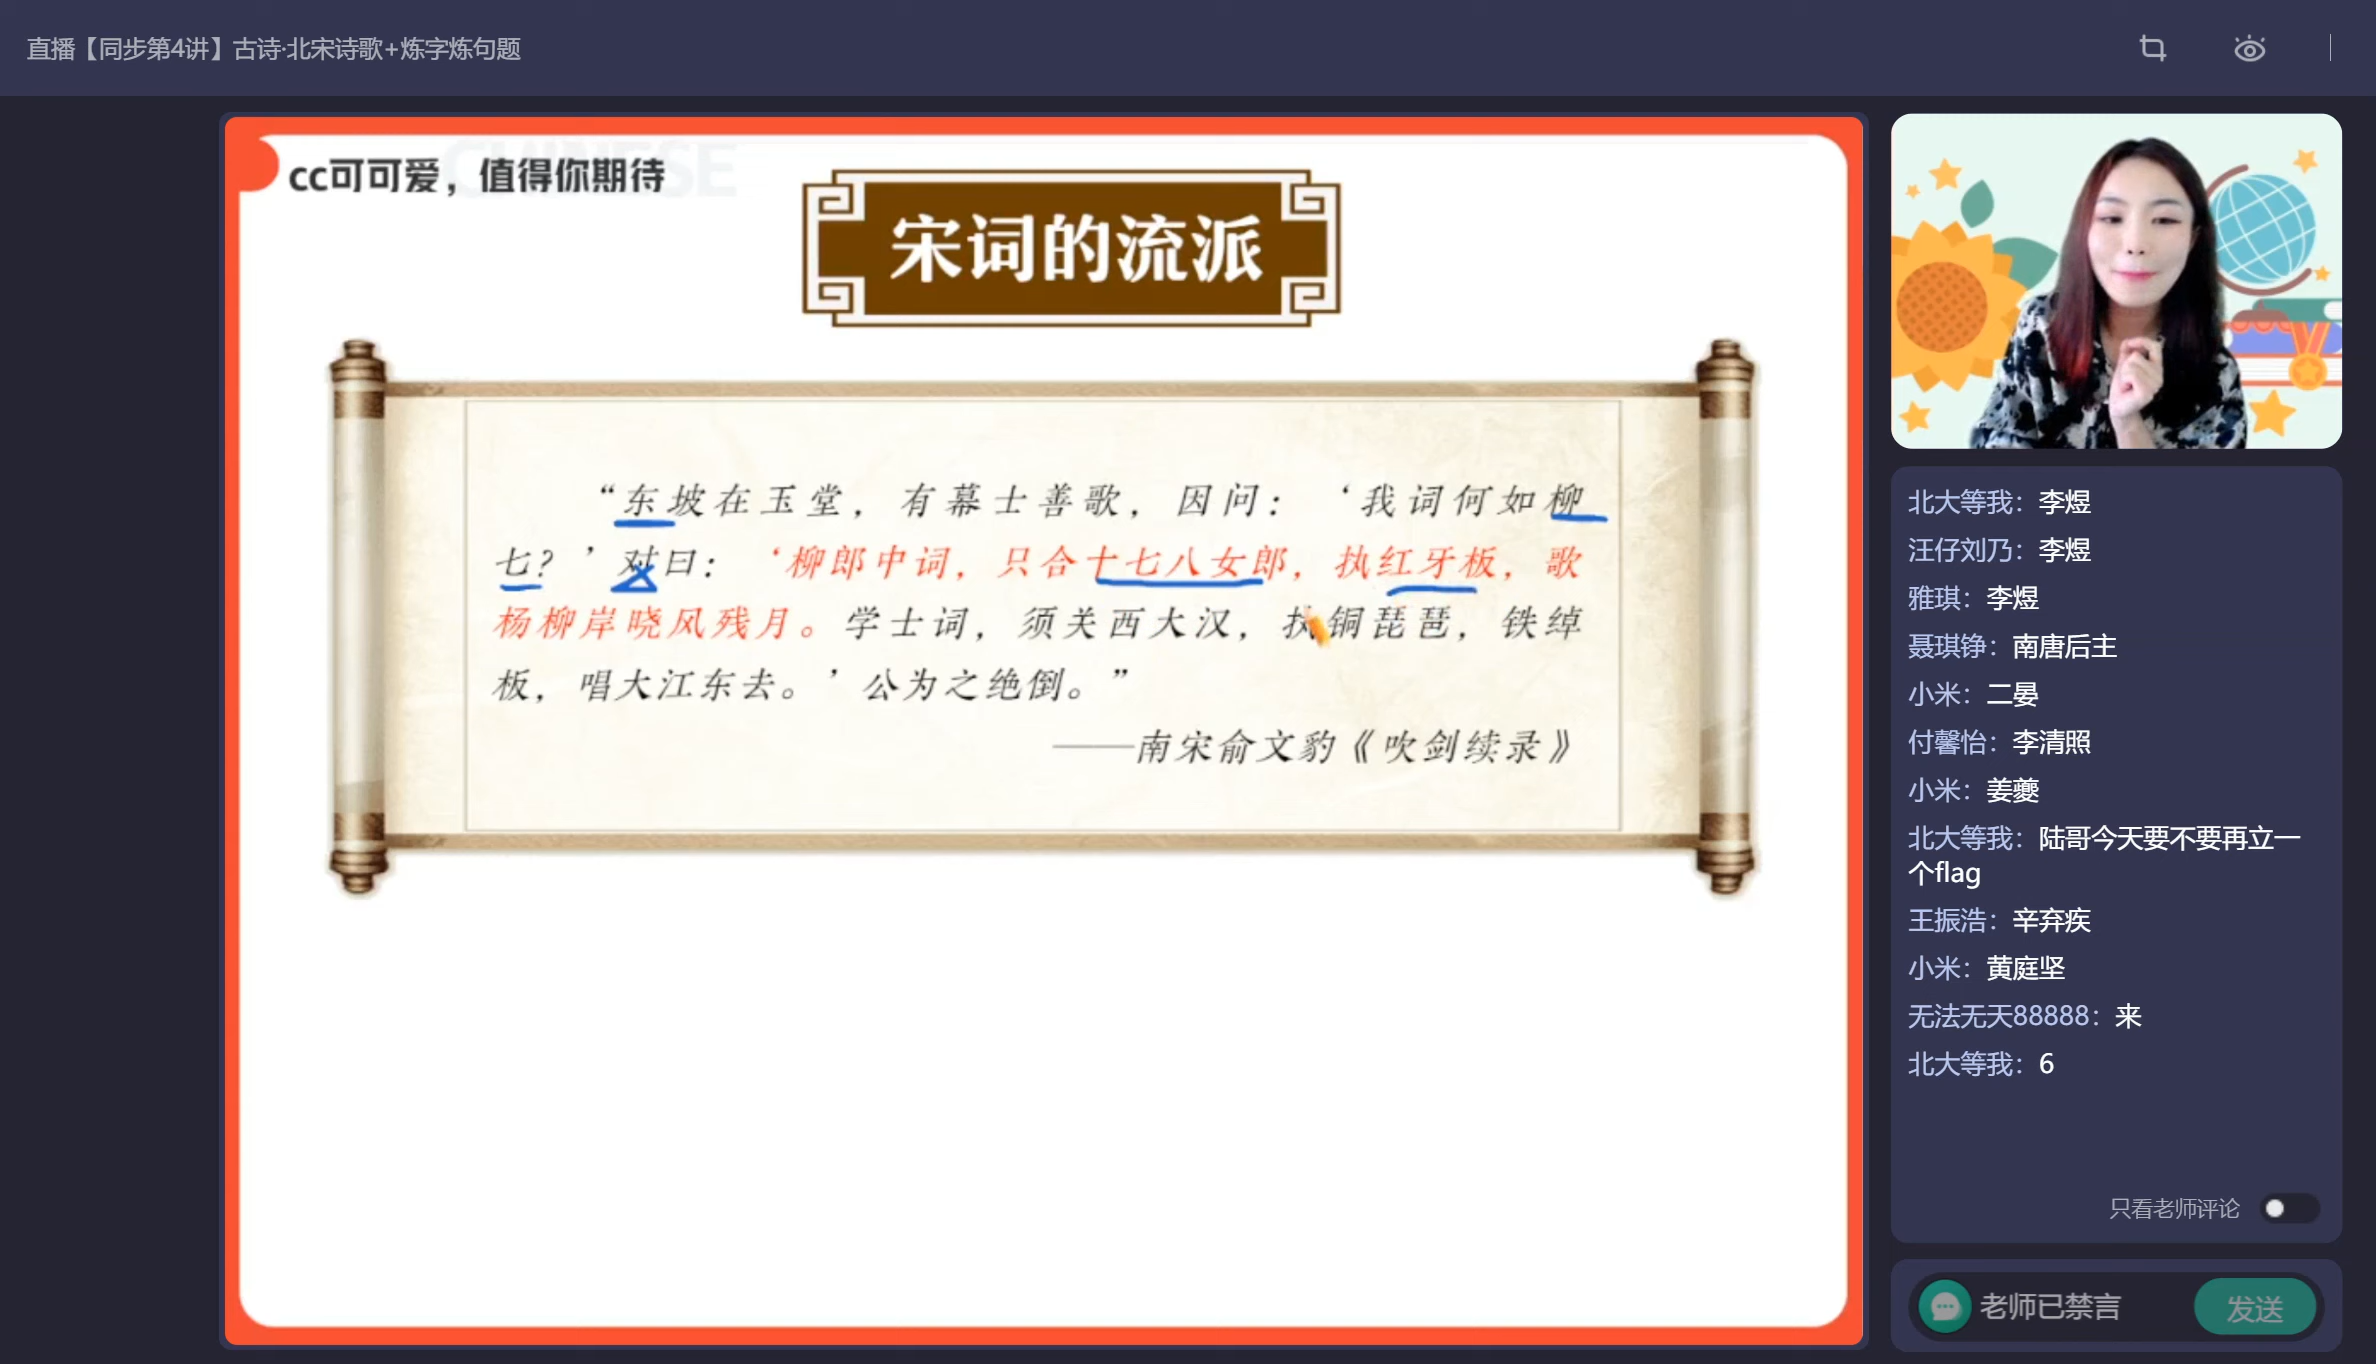 直播【同步第4讲】古诗·北宋诗歌+炼字炼句题
CHINESE
cc可可爱，值得你期待
宋词的流派
“东坡在玉堂，有幕士善歌，因问：‘我词何如柳
七？’对曰：‘柳郎中词，只合十七八女郎，执红牙板，歌
杨柳岸晓风残月。学士词，须关西大汉，执铜琵琶，铁绰
板，唱大江东去。’公为之绝倒。”
——南宋俞文豹《吹剑续录》
北大等我：李煜
汪仔刘乃：李煜
雅琪：李煜
聂琪铮：南唐后主
小米：二晏
付馨怡：李清照
小米：姜夔
北大等我：陆哥今天要不要再立一
个flag
王振浩：辛弃疾
小米：黄庭坚
无法无天88888：来
北大等我：6
只看老师评论
老师已禁言
发送